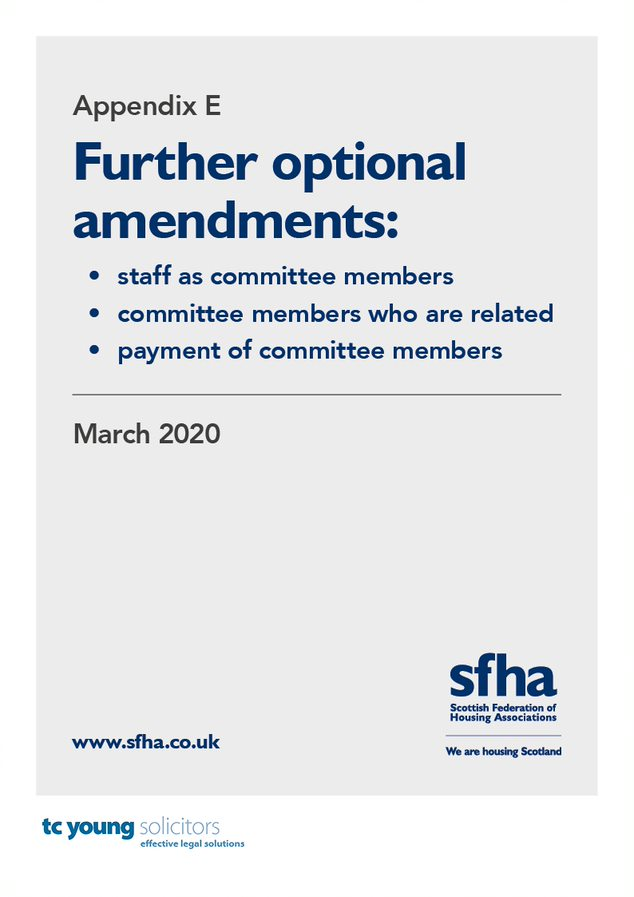 Appendix E
Further optional
amendments:
• staff as committee members
• committee members who are related
• payment of committee members
March 2020
sfha
Scottish Federation of
Housing Associations
We are housing Scotland
www.sfha.co.uk
tc young solicitors
effective legal solutions